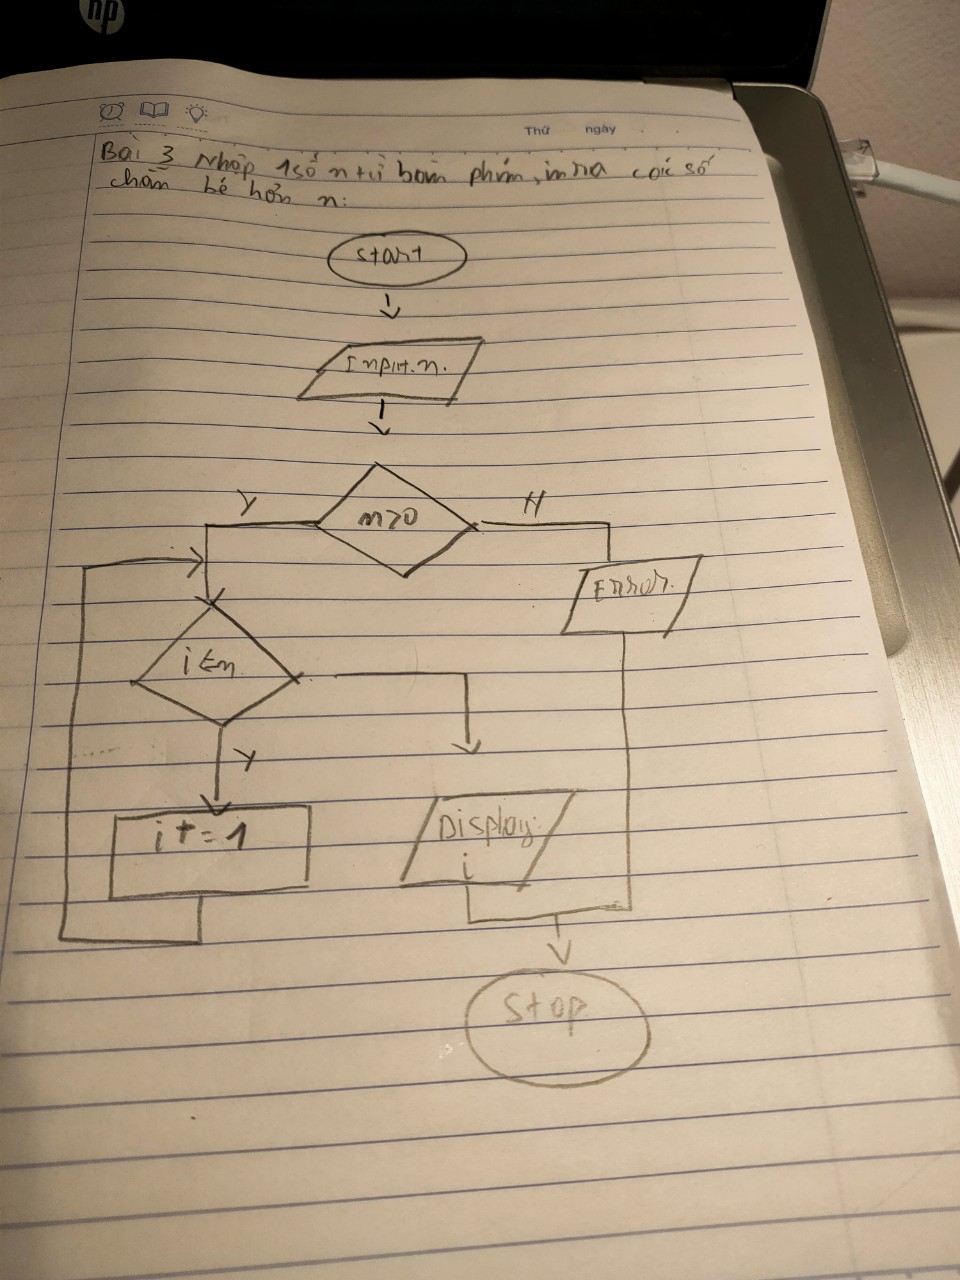 hp
Thứ ngày
Bài 3 Nhập 1 số n từ bàn phím, in ra các số
chẵn bé hơn n:
Start
Input n.
n>0
Y
N
Error.
i <= n
Y
i += 1
Display
i
Stop